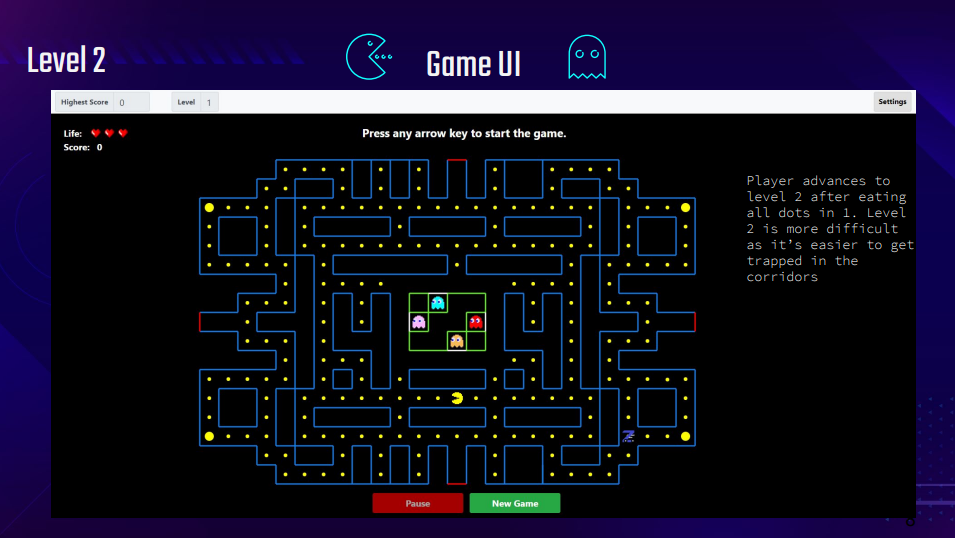 Level 2
Game UI
Highest Score 0
Level 1
Settings
Life:
Score: 0
Press any arrow key to start the game.
Player advances to
level 2 after eating
all dots in 1. Level
2 is more difficult
as it's easier to get
trapped in the
corridors
Pause
New Game